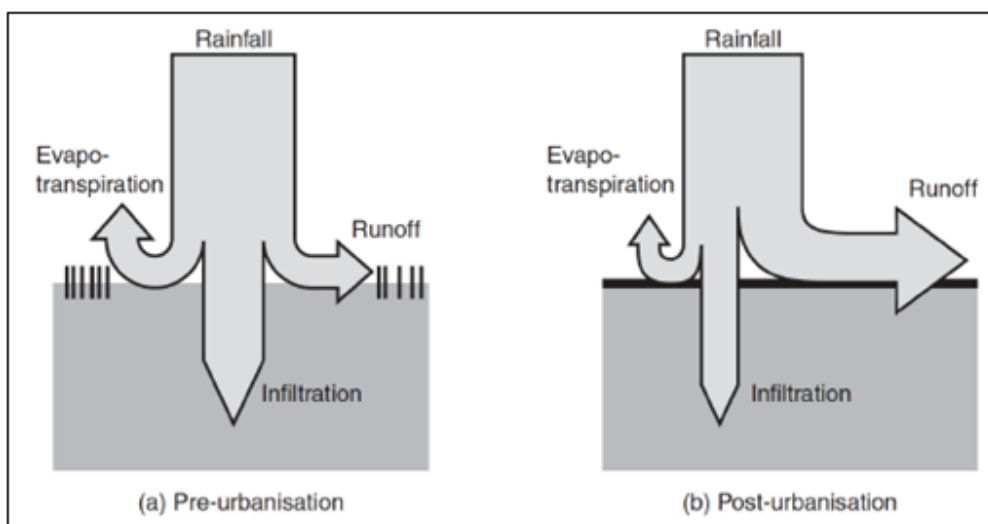 Rainfall
Evapo-
transpiration
Runoff
Infiltration
(a) Pre-urbanisation
Rainfall
Evapo-
transpiration
Runoff
Infiltration
(b) Post-urbanisation